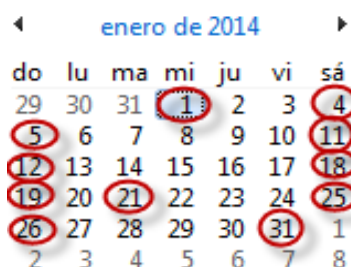 enero de 2014
do lu ma mi ju vi sá
29 30 31 1 2 3 4
5 6 7 8 9 10 11
12 13 14 15 16 17 18
19 20 21 22 23 24 25
26 27 28 29 30 31 1
2 3 4 5 6 7 8